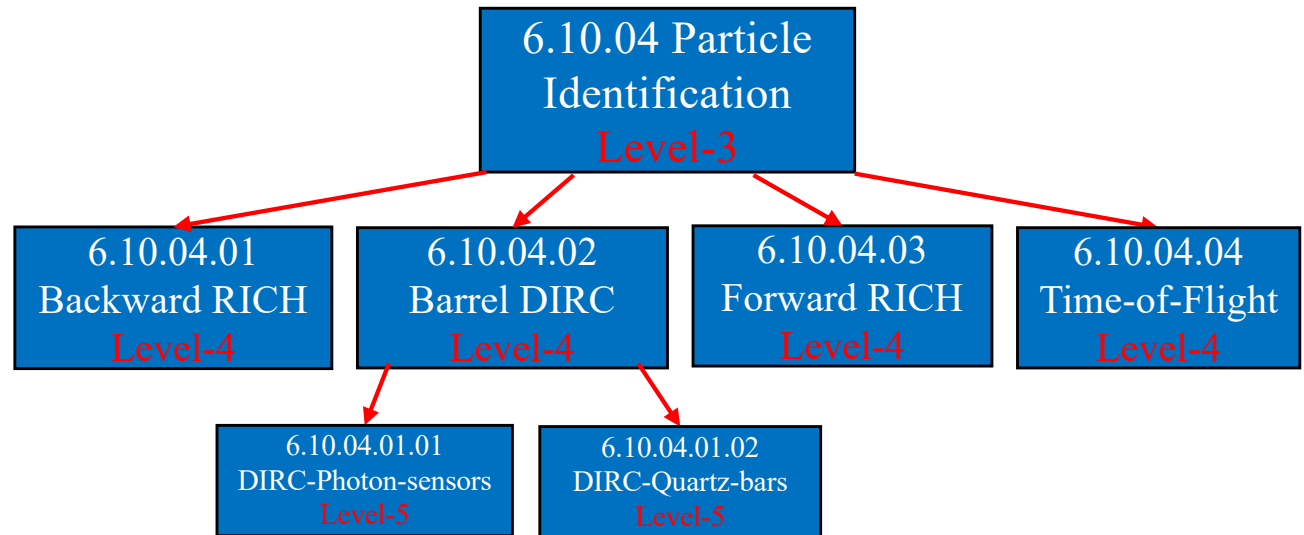 6.10.04 Particle
Identification
Level-3
6.10.04.01
Backward RICH
Level-4
6.10.04.02
Barrel DIRC
Level-4
6.10.04.03
Forward RICH
Level-4
6.10.04.04
Time-of-Flight
Level-4
6.10.04.01.01
DIRC-Photon-sensors
Level-5
6.10.04.01.02
DIRC-Quartz-bars
Level-5